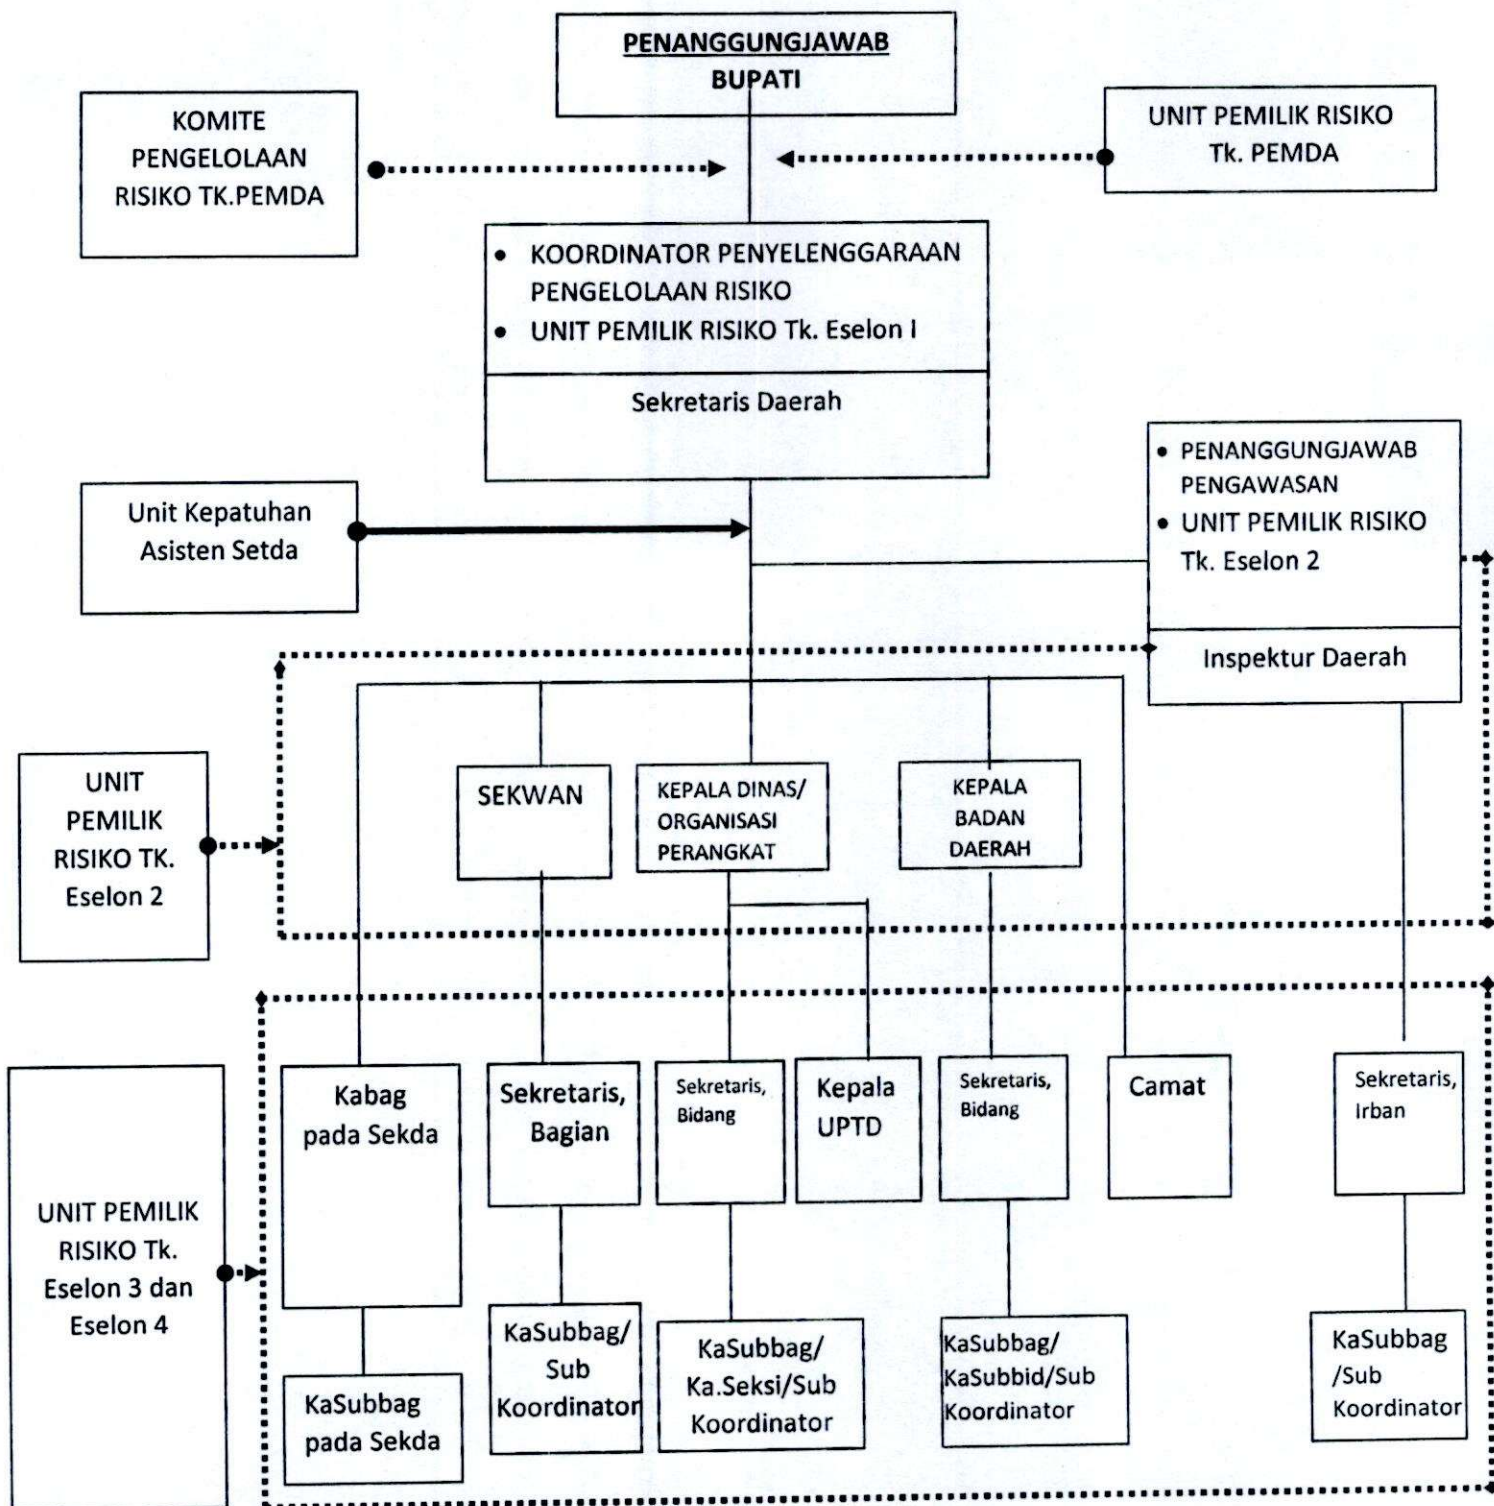 PENANGGUNGJAWAB
BUPATI
KOMITE
PENGELOLAAN
RISIKO TK.PEMDA
UNIT PEMILIK RISIKO
Tk. PEMDA
• KOORDINATOR PENYELENGGARAAN
PENGELOLAAN RISIKO
• UNIT PEMILIK RISIKO Tk. Eselon I
Sekretaris Daerah
Unit Kepatuhan
Asisten Setda
• PENANGGUNGJAWAB
PENGAWASAN
• UNIT PEMILIK RISIKO
Tk. Eselon 2
Inspektur Daerah
UNIT
PEMILIK
RISIKO TK.
Eselon 2
SEKWAN
KEPALA DINAS/
ORGANISASI
PERANGKAT
KEPALA
BADAN
DAERAH
UNIT PEMILIK
RISIKO Tk.
Eselon 3 dan
Eselon 4
Kabag
pada Sekda
Sekretaris,
Bagian
Sekretaris,
Bidang
Kepala
UPTD
Sekretaris,
Bidang
Camat
Sekretaris,
Irban
KaSubbag
pada Sekda
KaSubbag/
Sub
Koordinator
KaSubbag/
Ka.Seksi/Sub
Koordinator
KaSubbag/
KaSubbid/Sub
Koordinator
KaSubbag
/Sub
Koordinator